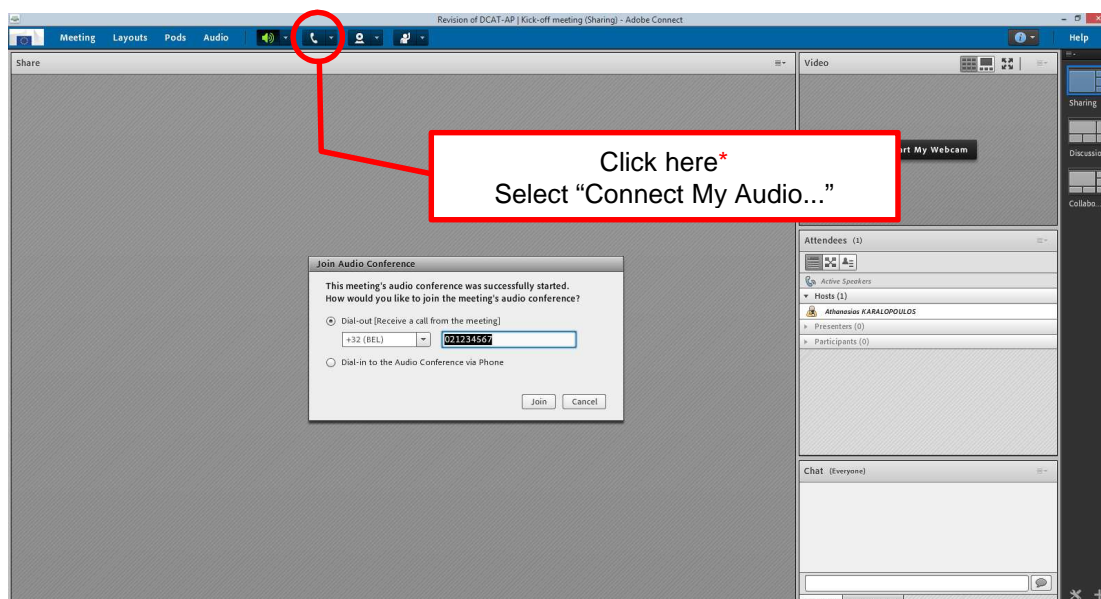 Revision of DCAT-AP | Kick-off meeting (Sharing) - Adobe Connect
Meeting Layouts Pods Audio Help
Share
Video
Sharing
Click here*
Select “Connect My Audio...”
art My Webcam
Discussio
Collabo...
Attendees (1)
Active Speakers
Hosts (1)
Athanasios KARALOPOULOS
Presenters (0)
Participants (0)
Join Audio Conference
This meeting's audio conference was successfully started.
How would you like to join the meeting's audio conference?
Dial-out [Receive a call from the meeting]
+32 (BEL) 021234567
Dial-in to the Audio Conference via Phone
Join Cancel
Chat (Everyone)